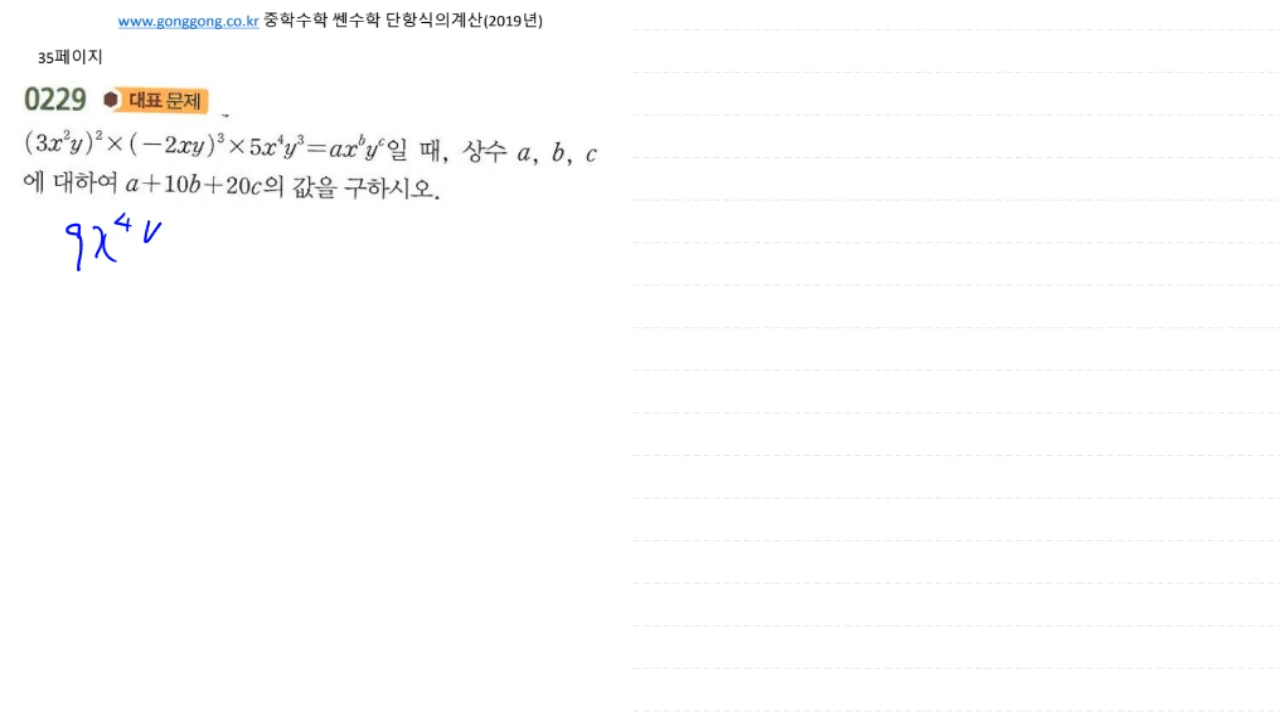 www.gonggong.co.kr 중학수학 쎈수학 단항식의계산(2019년)
35페이지
0229 대표 문제
(3x²y)²×(−2xy)³×5x⁴y³=axᵇyᶜ일 때, 상수 a, b, c
에 대하여 a+10b+20c의 값을 구하시오.
9x⁴